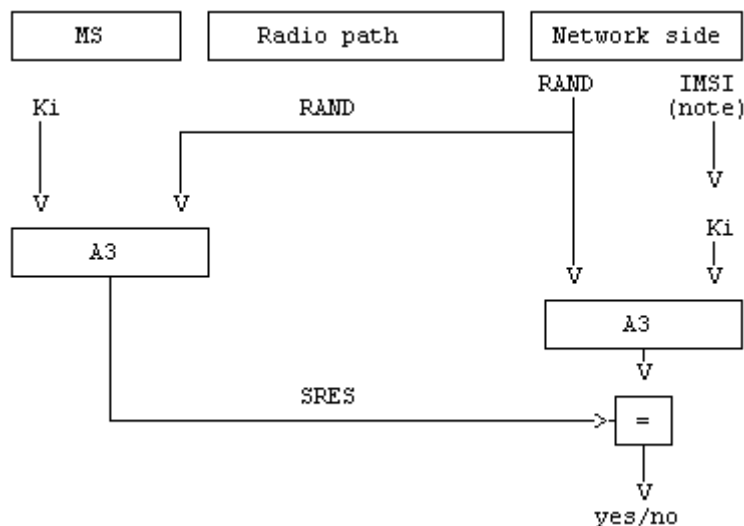 MS
Radio path
Network side
RAND
IMSI
(note)
Ki
RAND
Ki
A3
A3
SRES
=
yes/no